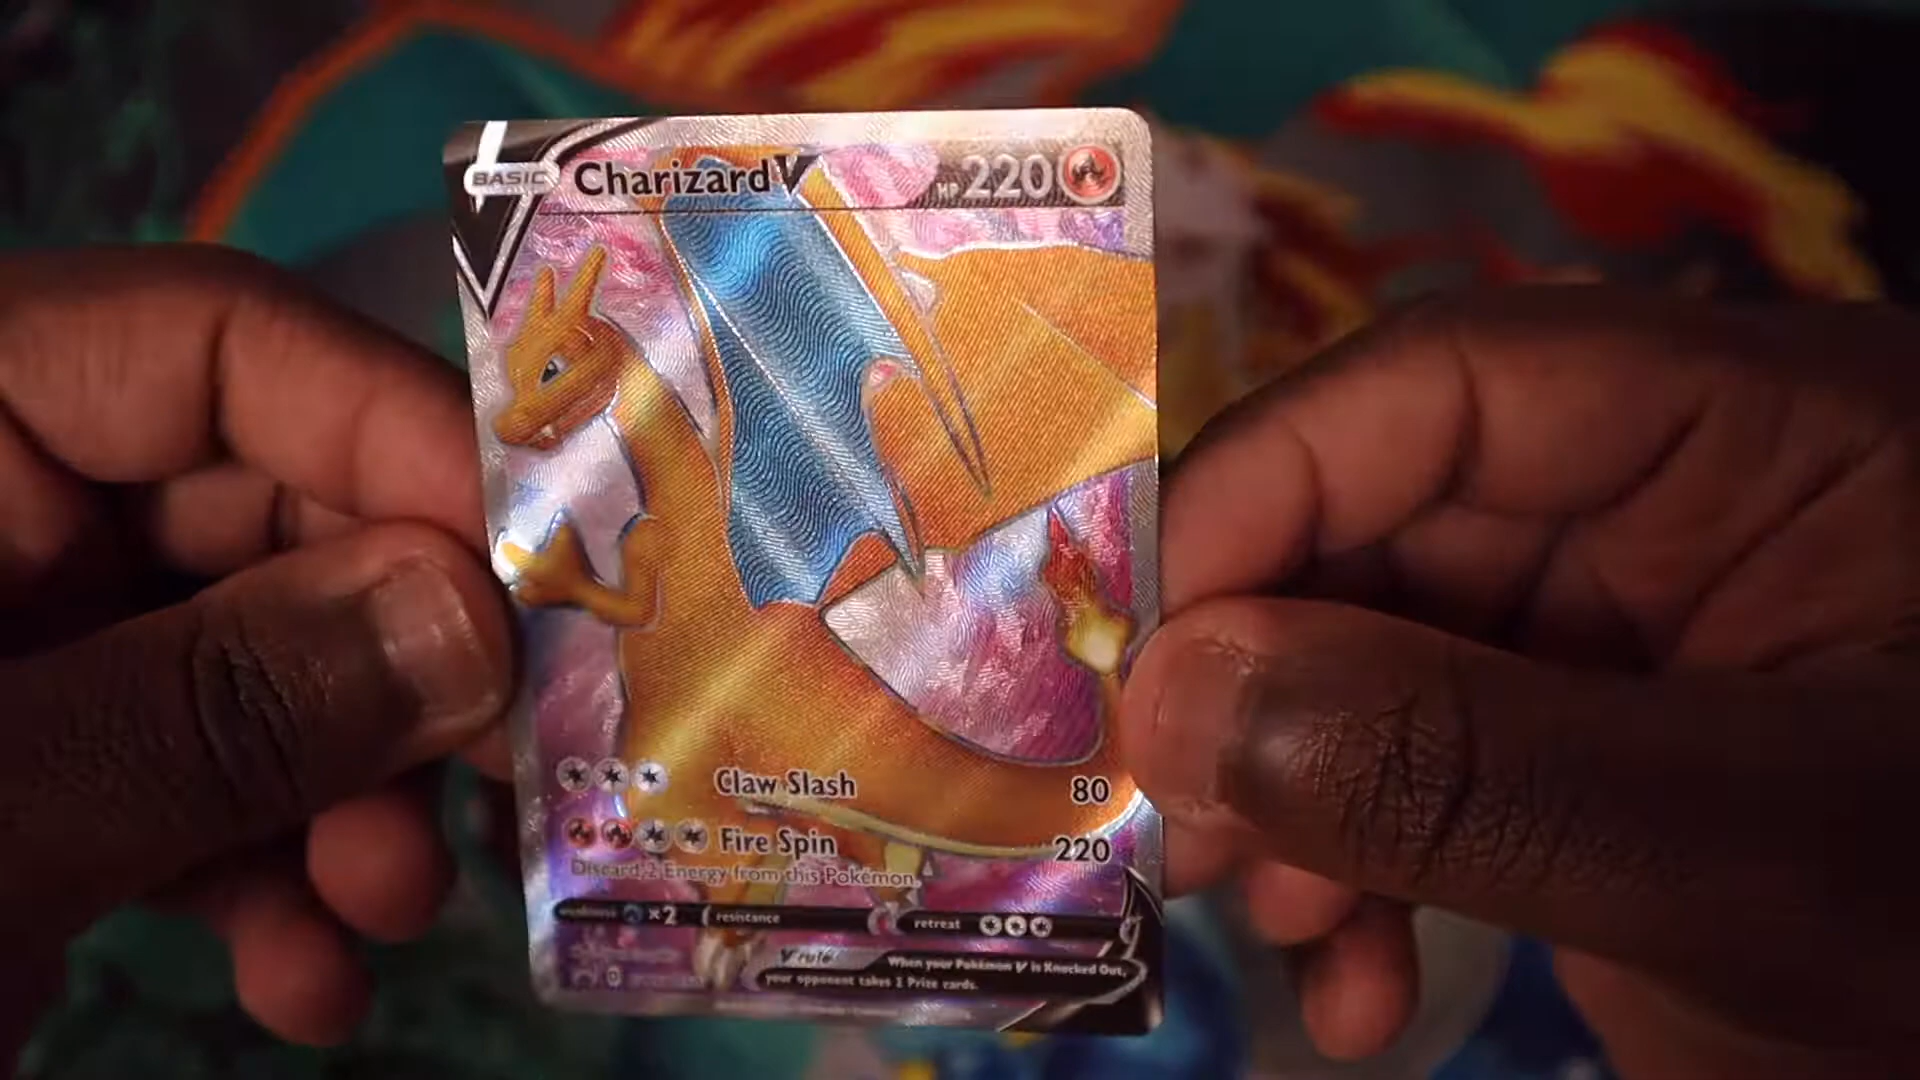 BASIC CharizardV HP 220
Claw Slash 80
Fire Spin 220
Discard 2 Energy from this Pokémon.
weakness ×2 resistance retreat
V rule When your Pokémon V is Knocked Out,
your opponent takes 2 Prize cards.